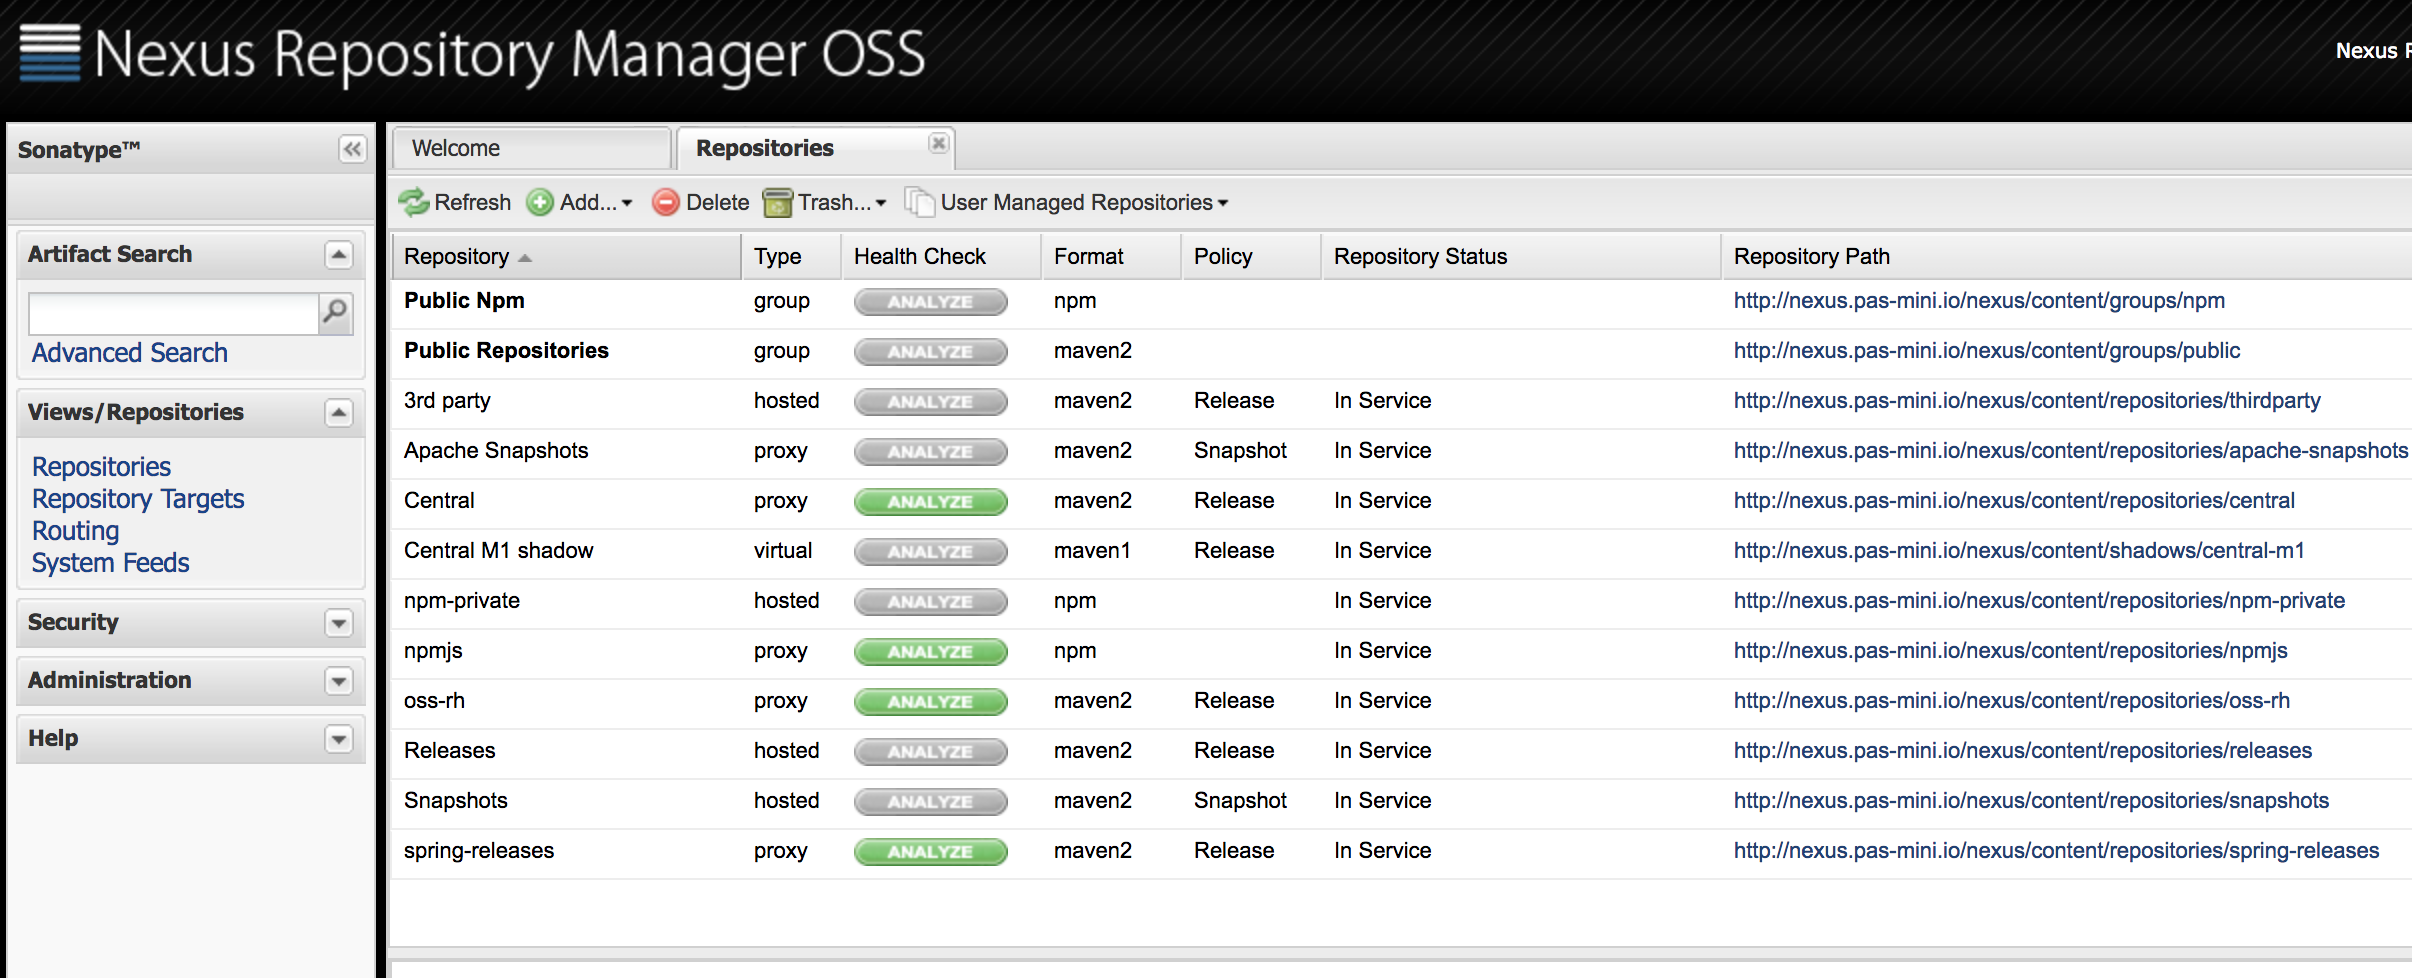 Nexus Repository Manager OSS
Nexus R
Sonatype™
Welcome Repositories
Refresh Add... Delete Trash... User Managed Repositories
Artifact Search
Advanced Search
Views/Repositories
Repositories
Repository Targets
Routing
System Feeds
Security
Administration
Help
Repository Type Health Check Format Policy Repository Status Repository Path
Public Npm group ANALYZE npm http://nexus.pas-mini.io/nexus/content/groups/npm
Public Repositories group ANALYZE maven2 http://nexus.pas-mini.io/nexus/content/groups/public
3rd party hosted ANALYZE maven2 Release In Service http://nexus.pas-mini.io/nexus/content/repositories/thirdparty
Apache Snapshots proxy ANALYZE maven2 Snapshot In Service http://nexus.pas-mini.io/nexus/content/repositories/apache-snapshots
Central proxy ANALYZE maven2 Release In Service http://nexus.pas-mini.io/nexus/content/repositories/central
Central M1 shadow virtual ANALYZE maven1 Release In Service http://nexus.pas-mini.io/nexus/content/shadows/central-m1
npm-private hosted ANALYZE npm In Service http://nexus.pas-mini.io/nexus/content/repositories/npm-private
npmjs proxy ANALYZE npm In Service http://nexus.pas-mini.io/nexus/content/repositories/npmjs
oss-rh proxy ANALYZE maven2 Release In Service http://nexus.pas-mini.io/nexus/content/repositories/oss-rh
Releases hosted ANALYZE maven2 Release In Service http://nexus.pas-mini.io/nexus/content/repositories/releases
Snapshots hosted ANALYZE maven2 Snapshot In Service http://nexus.pas-mini.io/nexus/content/repositories/snapshots
spring-releases proxy ANALYZE maven2 Release In Service http://nexus.pas-mini.io/nexus/content/repositories/spring-releases